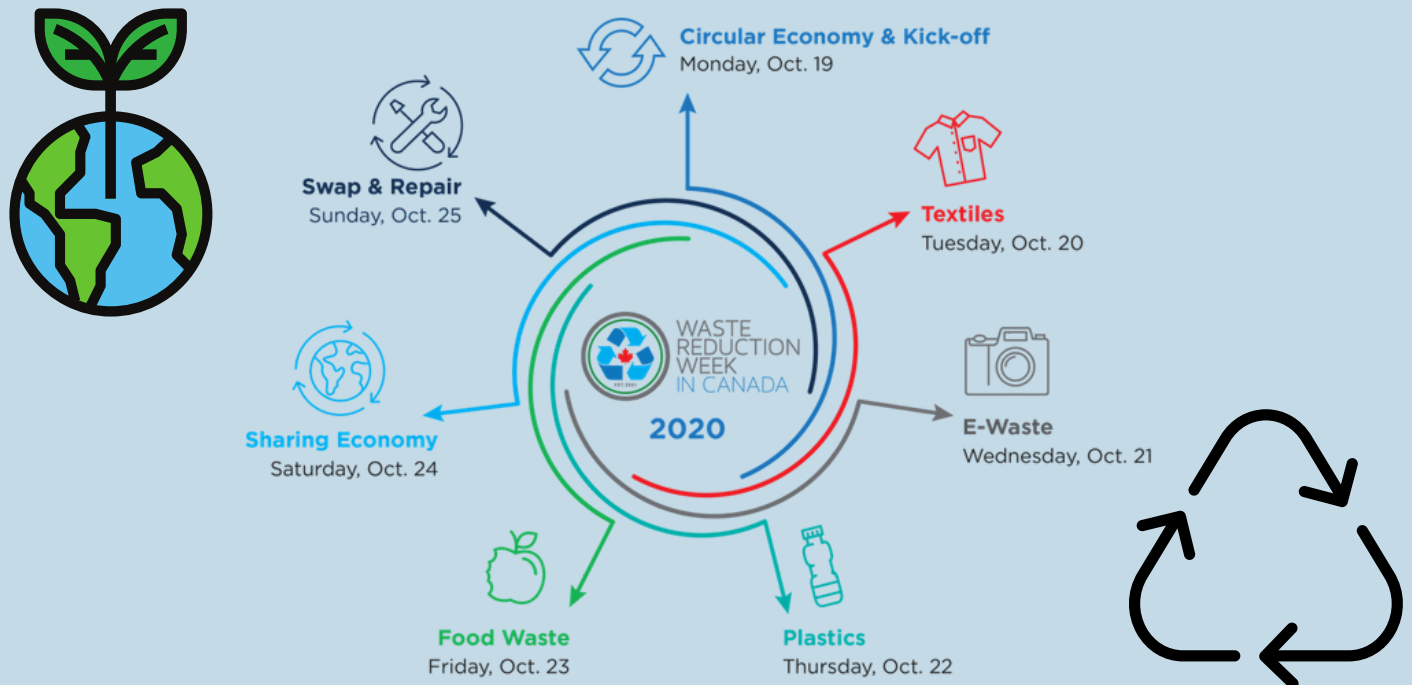 Circular Economy & Kick-off
Monday, Oct. 19
Textiles
Tuesday, Oct. 20
E-Waste
Wednesday, Oct. 21
Plastics
Thursday, Oct. 22
Food Waste
Friday, Oct. 23
Sharing Economy
Saturday, Oct. 24
Swap & Repair
Sunday, Oct. 25
WASTE
REDUCTION
WEEK
IN CANADA
2020